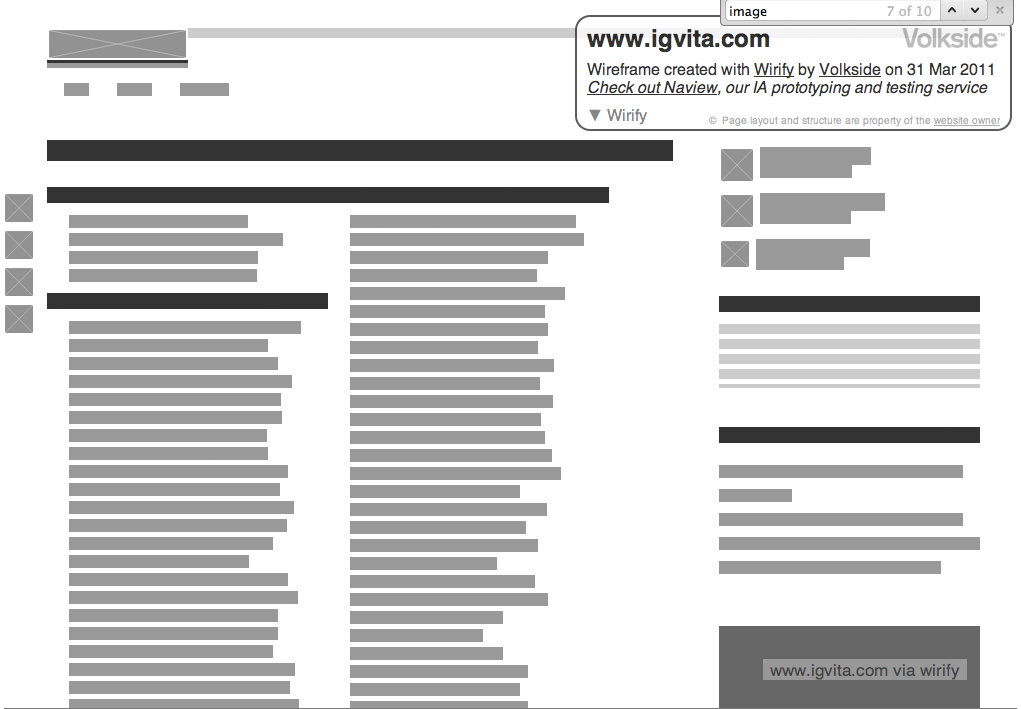 image 7 of 10
www.igvita.com Volkside™
Wireframe created with Wirify by Volkside on 31 Mar 2011
Check out Naview, our IA prototyping and testing service
▼ Wirify © Page layout and structure are property of the website owner
www.igvita.com via wirify